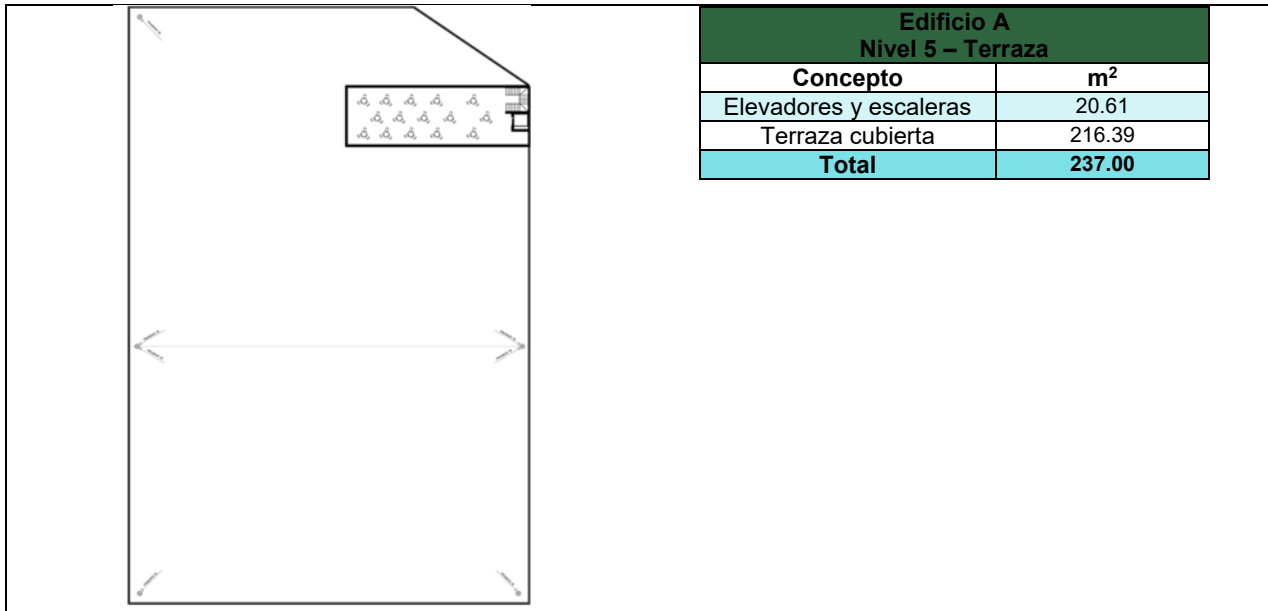 Edificio A
Nivel 5 – Terraza
Concepto m²
Elevadores y escaleras 20.61
Terraza cubierta 216.39
Total 237.00